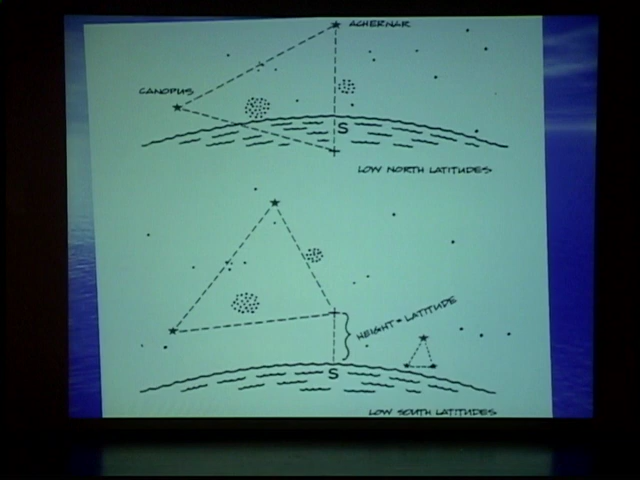 ACHERNAR
CANOPUS
S
LOW NORTH LATITUDES
HEIGHT = LATITUDE
S
LOW SOUTH LATITUDES